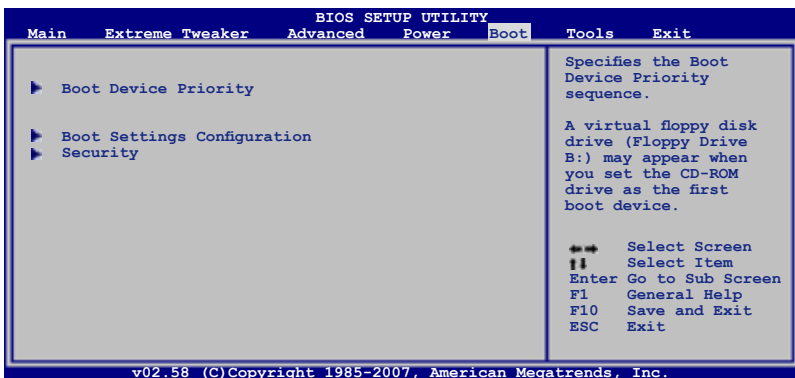 BIOS SETUP UTILITY
Main Extreme Tweaker Advanced Power Boot Tools Exit
Boot Device Priority
Boot Settings Configuration
Security
Specifies the Boot
Device Priority
sequence.
A virtual floppy disk
drive (Floppy Drive
B:) may appear when
you set the CD-ROM
drive as the first
boot device.
Select Screen
Select Item
Enter Go to Sub Screen
F1 General Help
F10 Save and Exit
ESC Exit
v02.58 (C)Copyright 1985-2007, American Megatrends, Inc.